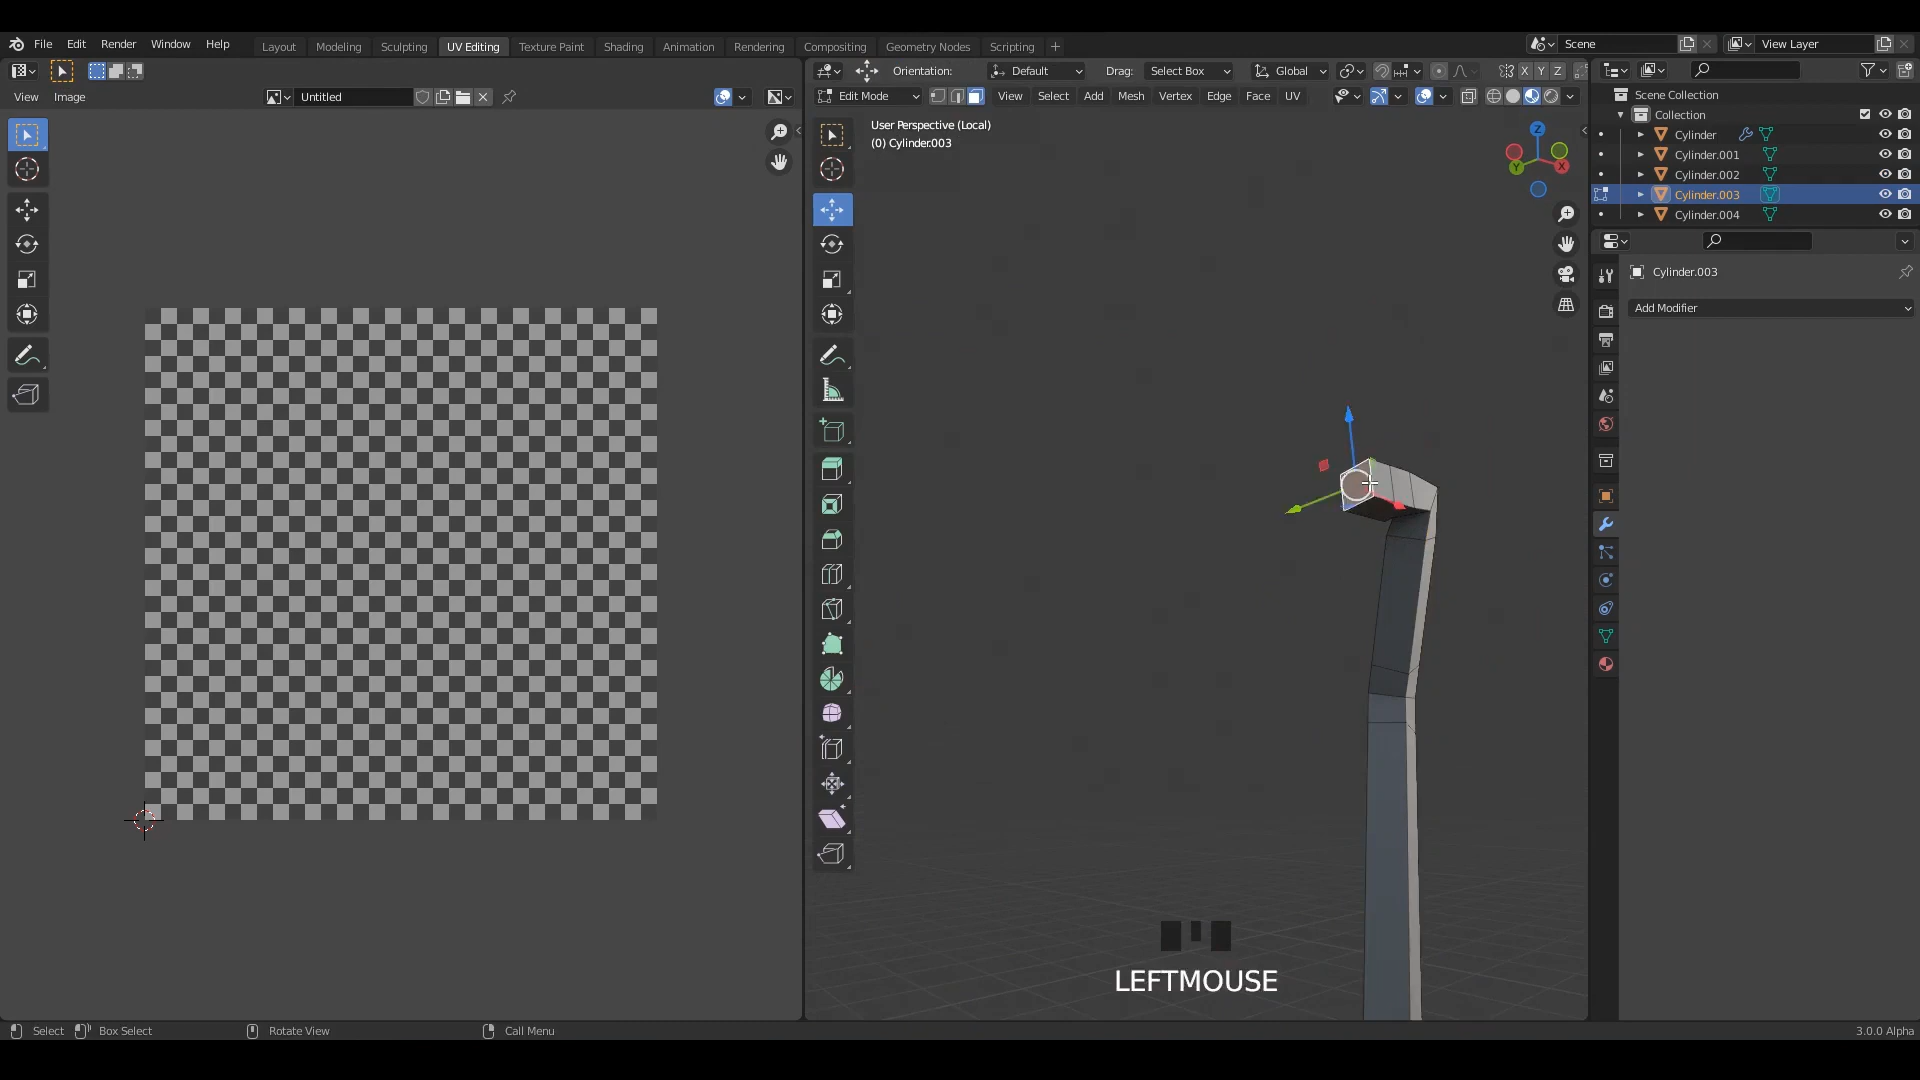 File Edit Render Window Help Layout Modeling Sculpting UV Editing Texture Paint Shading Animation Rendering Compositing Geometry Nodes Scripting + Scene View Layer
Orientation: Default Drag: Select Box Global X Y Z
View Image Untitled Edit Mode View Select Add Mesh Vertex Edge Face UV
Scene Collection
Collection
Cylinder
Cylinder.001
Cylinder.002
Cylinder.003
Cylinder.004
User Perspective (Local)
(0) Cylinder.003
Z
Y
X
Cylinder.003
Add Modifier
LEFTMOUSE
Select Box Select Rotate View Call Menu 3.0.0 Alpha